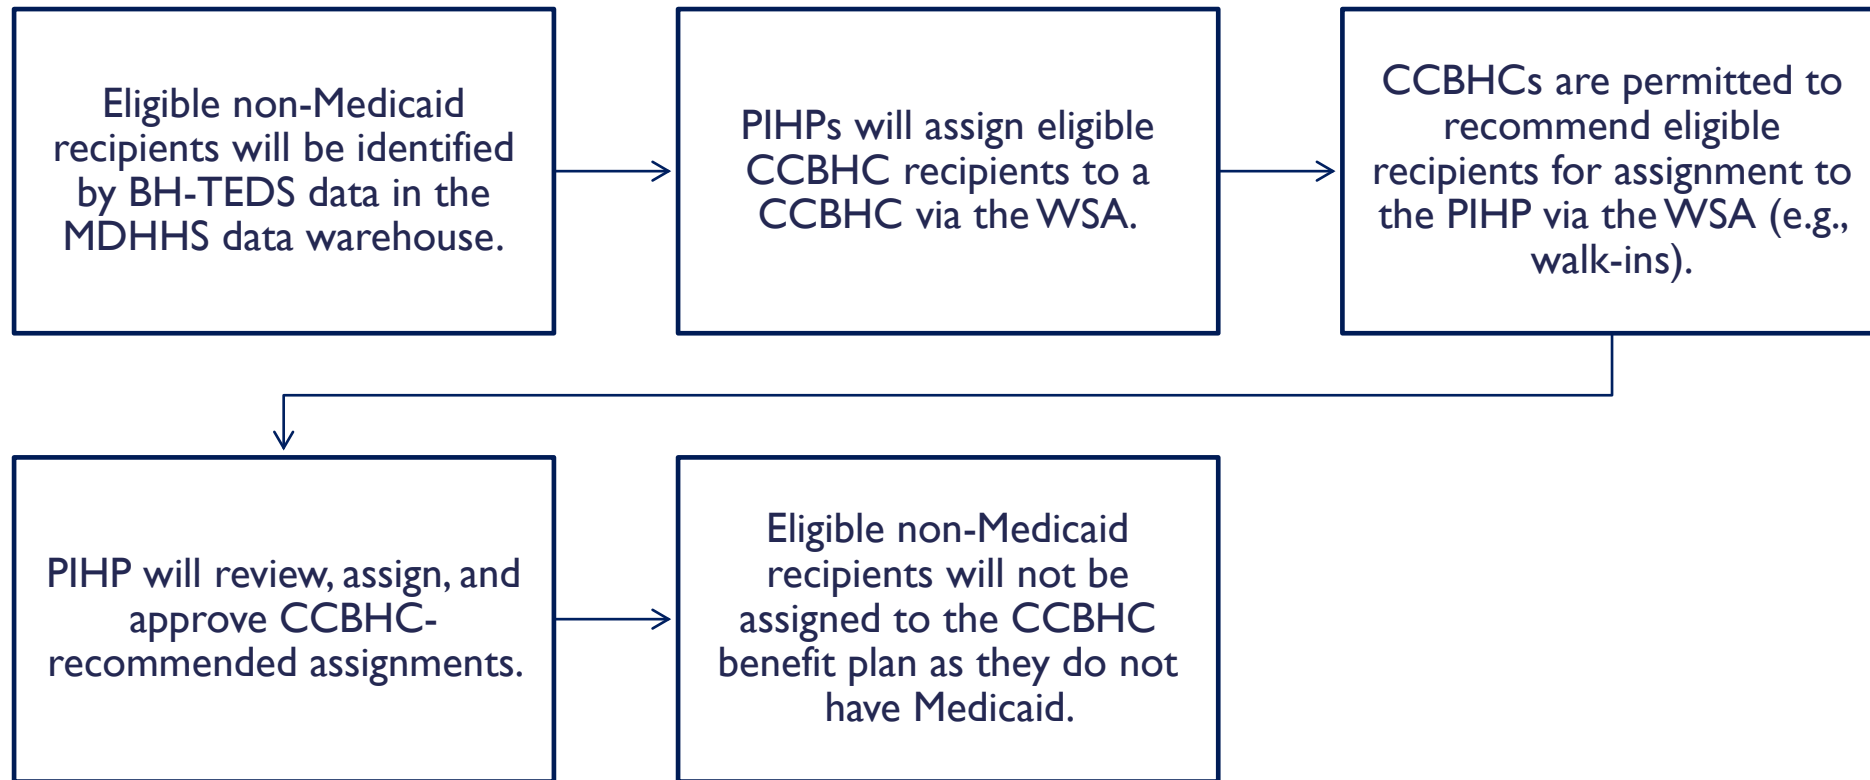 Eligible non-Medicaid
recipients will be identified
by BH-TEDS data in the
MDHHS data warehouse.
PIHPs will assign eligible
CCBHC recipients to a
CCBHC via the WSA.
CCBHCs are permitted to
recommend eligible
recipients for assignment to
the PIHP via the WSA (e.g.,
walk-ins).
PIHP will review, assign, and
approve CCBHC-
recommended assignments.
Eligible non-Medicaid
recipients will not be
assigned to the CCBHC
benefit plan as they do not
have Medicaid.